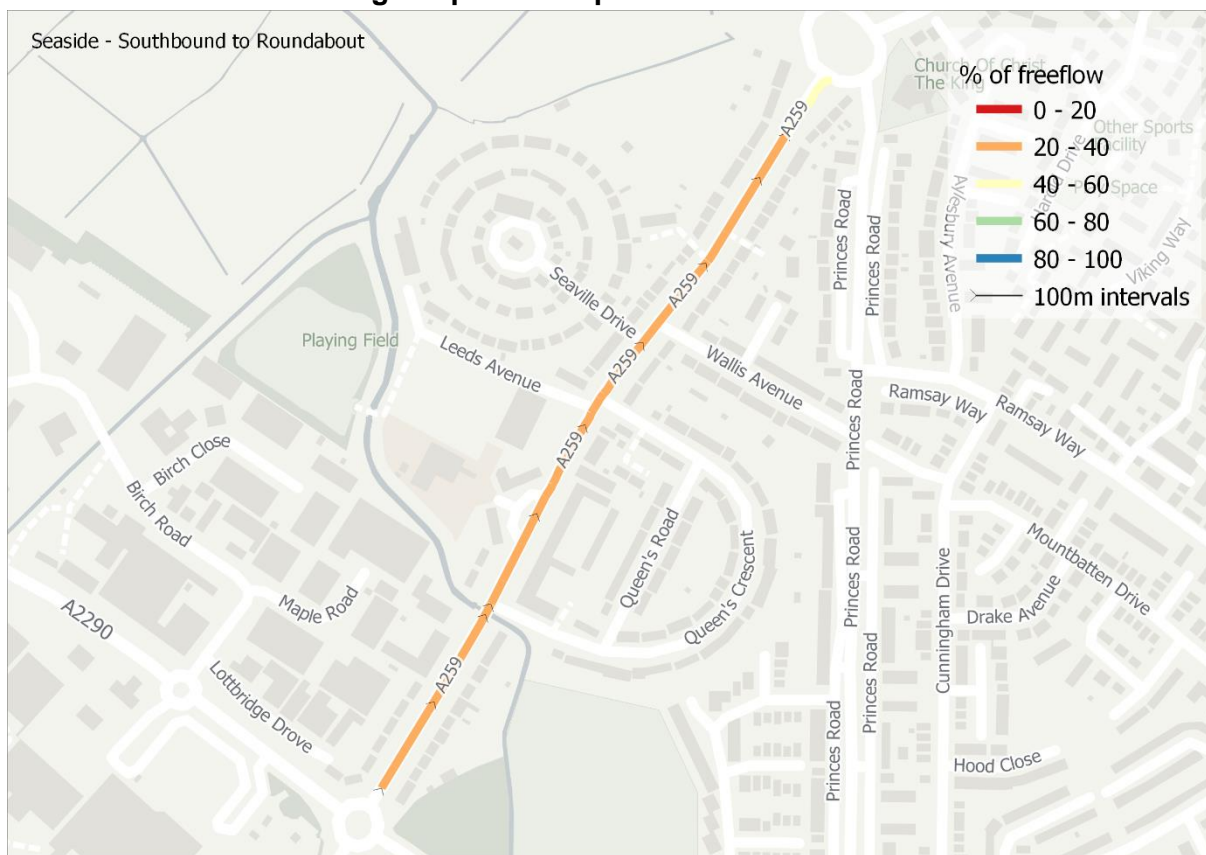 Seaside - Southbound to Roundabout
Church Of Christ
The King
% of freeflow
0 - 20
20 - 40
40 - 60
60 - 80
80 - 100
100m intervals
Other Sports
Facility
Play Space
Aylesbury Avenue
Drive
Viking Way
A259
A259
A259
A259
A259
Princes Road
Princes Road
Princes Road
Princes Road
Princes Road
Princes Road
Princes Road
Seaville Drive
Playing Field
Leeds Avenue
Wallis Avenue
Ramsay Way
Ramsay Way
Birch Close
Birch Road
Maple Road
A2290
Lottbridge Drove
Queen's Road
Queen's Crescent
Mountbatten Drive
Drake Avenue
Cunningham Drive
Hood Close